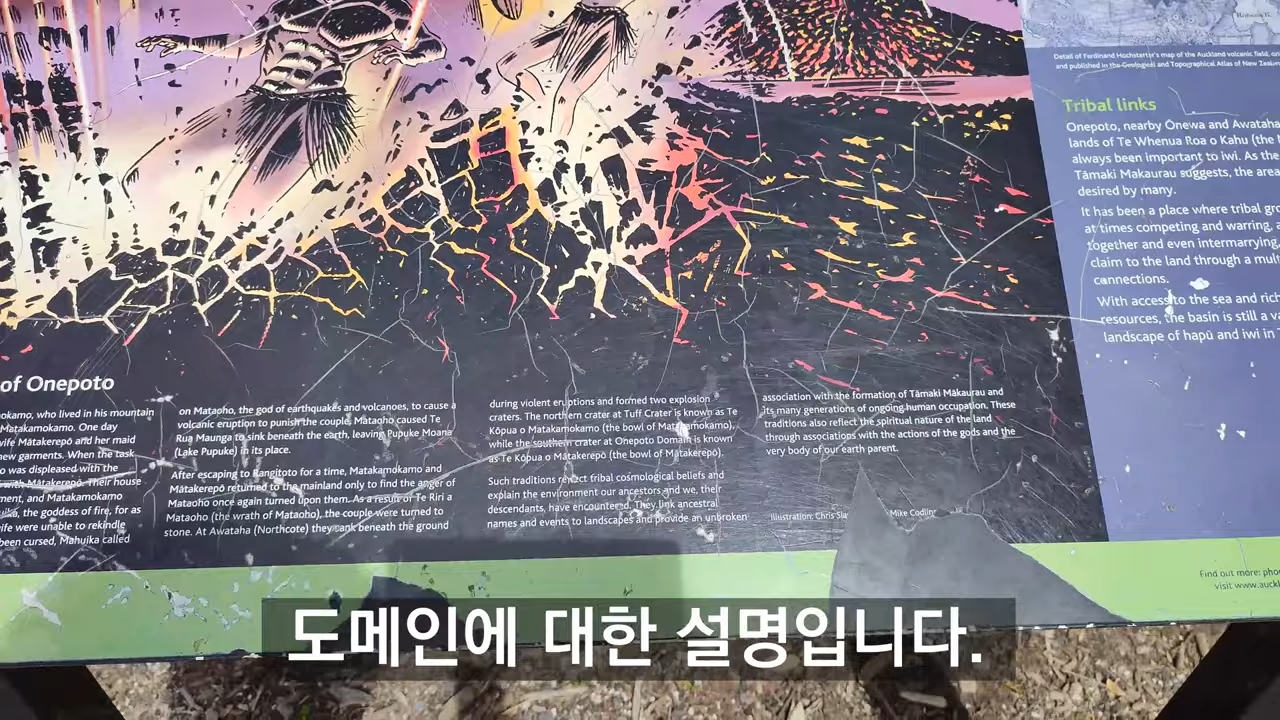 Detail of Ferdinand Hochstetter's map of the Auckland volcanic field, on
and published in the Geological and Topographical Atlas of New Zealan
Tribal links
Onepoto, nearby Ōnewa and Awataha
lands of Te Whenua Roa o Kahu (the
always been important to iwi. As the
Tāmaki Makaurau suggests, the area
desired by many.
It has been a place where tribal gro
at times competing and warring, a
together and even intermarrying,
claim to the land through a mult
connections.
With access to the sea and rich
resources, the basin is still a va
landscape of hapū and iwi in
of Onepoto
okamo, who lived in his mountain
Matakamokamo. One day
wife Mātakerepō and her maid
new garments. When the task
o was displeased with the
with Mātakerepō. Their house
ment, and Matakamokamo
uika, the goddess of fire, for as
ife were unable to rekindle
been cursed, Mahuika called
on Mataoho, the god of earthquakes and volcanoes, to cause a
volcanic eruption to punish the couple. Mataoho caused Te
Rua Maunga to sink beneath the earth, leaving Pupuke Moana
(Lake Pupuke) in its place.
After escaping to Rangitoto for a time, Matakamokamo and
Mātakerepō returned to the mainland only to find the anger of
Mataoho once again turned upon them. As a result of Te Riri a
Mataoho (the wrath of Mataoho), the couple were turned to
stone. At Awataha (Northcote) they sank beneath the ground
during violent eruptions and formed two explosion
craters. The northern crater at Tuff Crater is known as Te
Kōpua o Matakamokamo (the bowl of Matakamokamo),
while the southern crater at Onepoto Domain is known
as Te Kōpua o Mātakerepō (the bowl of Mātakerepō).
Such traditions reflect tribal cosmological beliefs and
explain the environment our ancestors and we, their
descendants, have encountered. They link ancestral
names and events to landscapes and provide an unbroken
association with the formation of Tāmaki Mākaurau and
its many generations of ongoing human occupation. These
traditions also reflect the spiritual nature of the land
through associations with the actions of the gods and the
very body of our earth parent.
Illustration: Chris Sla Mike Codlin
Find out more: pho
visit www.auckl
도메인에 대한 설명입니다.